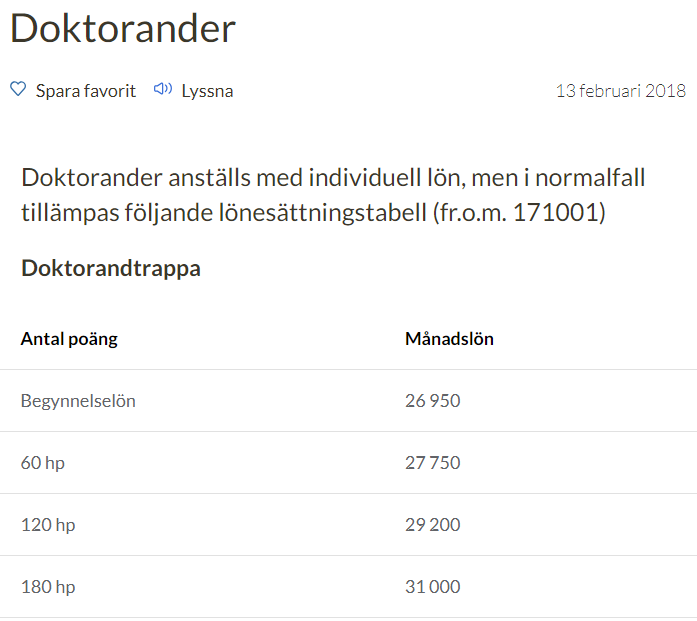 Doktorander
Spara favorit Lyssna 13 februari 2018
Doktorander anställs med individuell lön, men i normalfall
tillämpas följande lönesättningstabell (fr.o.m. 171001)
Doktorandtrappa
Antal poäng Månadslön
Begynnelselön 26 950
60 hp 27 750
120 hp 29 200
180 hp 31 000